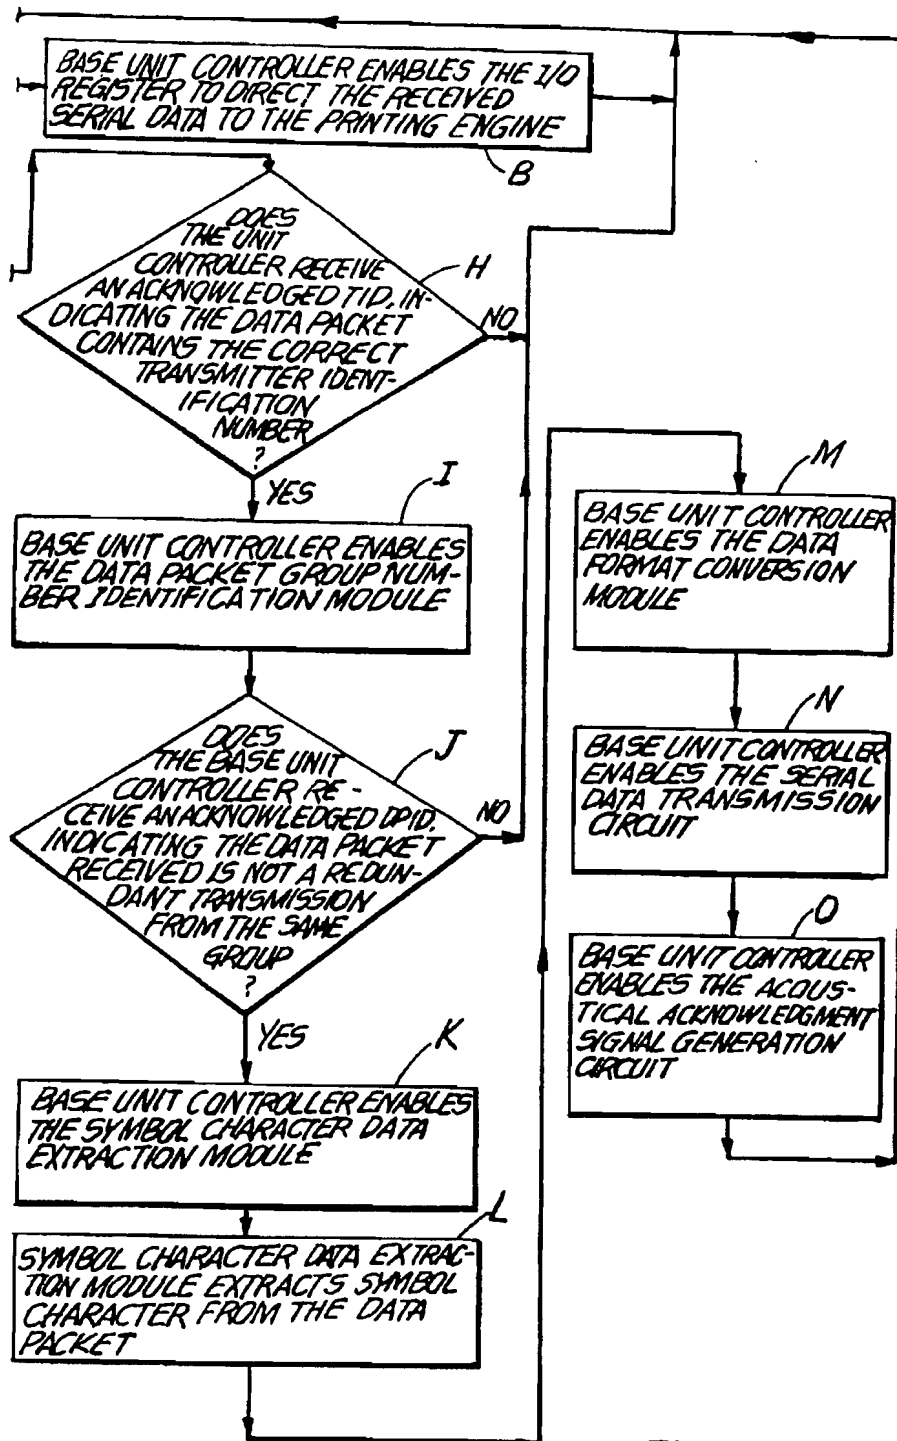 BASE UNIT CONTROLLER ENABLES THE I/O
REGISTER TO DIRECT THE RECEIVED
SERIAL DATA TO THE PRINTING ENGINE
B
DOES
THE UNIT
CONTROLLER RECEIVE
AN ACKNOWLEDGED TID, IN-
DICATING THE DATA PACKET
CONTAINS THE CORRECT
TRANSMITTER IDENT-
IFICATION
NUMBER
?
H
NO
YES
I
BASE UNIT CONTROLLER ENABLES
THE DATA PACKET GROUP NUM-
BER IDENTIFICATION MODULE
DOES
THE BASE UNIT
CONTROLLER RE-
CEIVE AN ACKNOWLEDGED DPID,
INDICATING THE DATA PACKET
RECEIVED IS NOT A REDUN-
DANT TRANSMISSION
FROM THE SAME
GROUP
?
J
NO
YES
K
BASE UNIT CONTROLLER ENABLES
THE SYMBOL CHARACTER DATA
EXTRACTION MODULE
L
SYMBOL CHARACTER DATA EXTRAC-
TION MODULE EXTRACTS SYMBOL
CHARACTER FROM THE DATA
PACKET
M
BASE UNIT CONTROLLER
ENABLES THE DATA
FORMAT CONVERSION
MODULE
N
BASE UNIT CONTROLLER
ENABLES THE SERIAL
DATA TRANSMISSION
CIRCUIT
O
BASE UNIT CONTROLLER
ENABLES THE ACOUS-
TICAL ACKNOWLEDGMENT
SIGNAL GENERATION
CIRCUIT